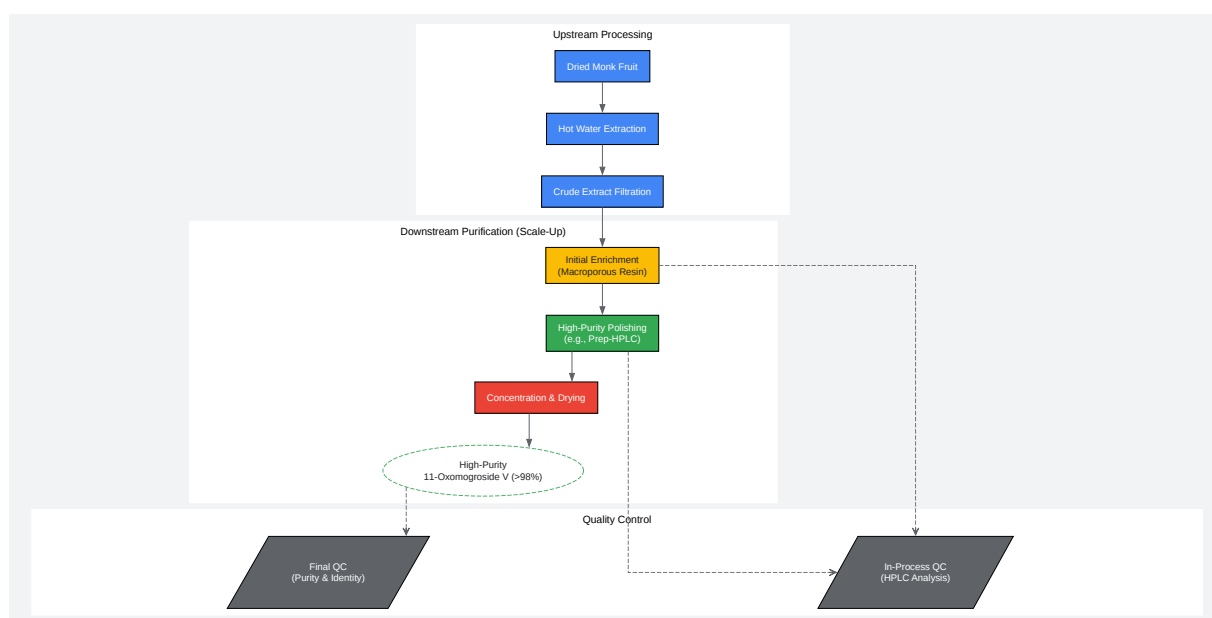 Upstream Processing
Dried Monk Fruit
Hot Water Extraction
Crude Extract Filtration
Downstream Purification (Scale-Up)
Initial Enrichment
(Macroporous Resin)
High-Purity Polishing
(e.g., Prep-HPLC)
Concentration & Drying
High-Purity
11-Oxomogroside V (>98%)
Quality Control
Final QC
(Purity & Identity)
In-Process QC
(HPLC Analysis)